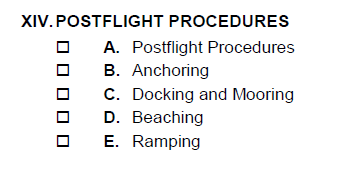 XIV. POSTFLIGHT PROCEDURES
☐ A. Postflight Procedures
☐ B. Anchoring
☐ C. Docking and Mooring
☐ D. Beaching
☐ E. Ramping